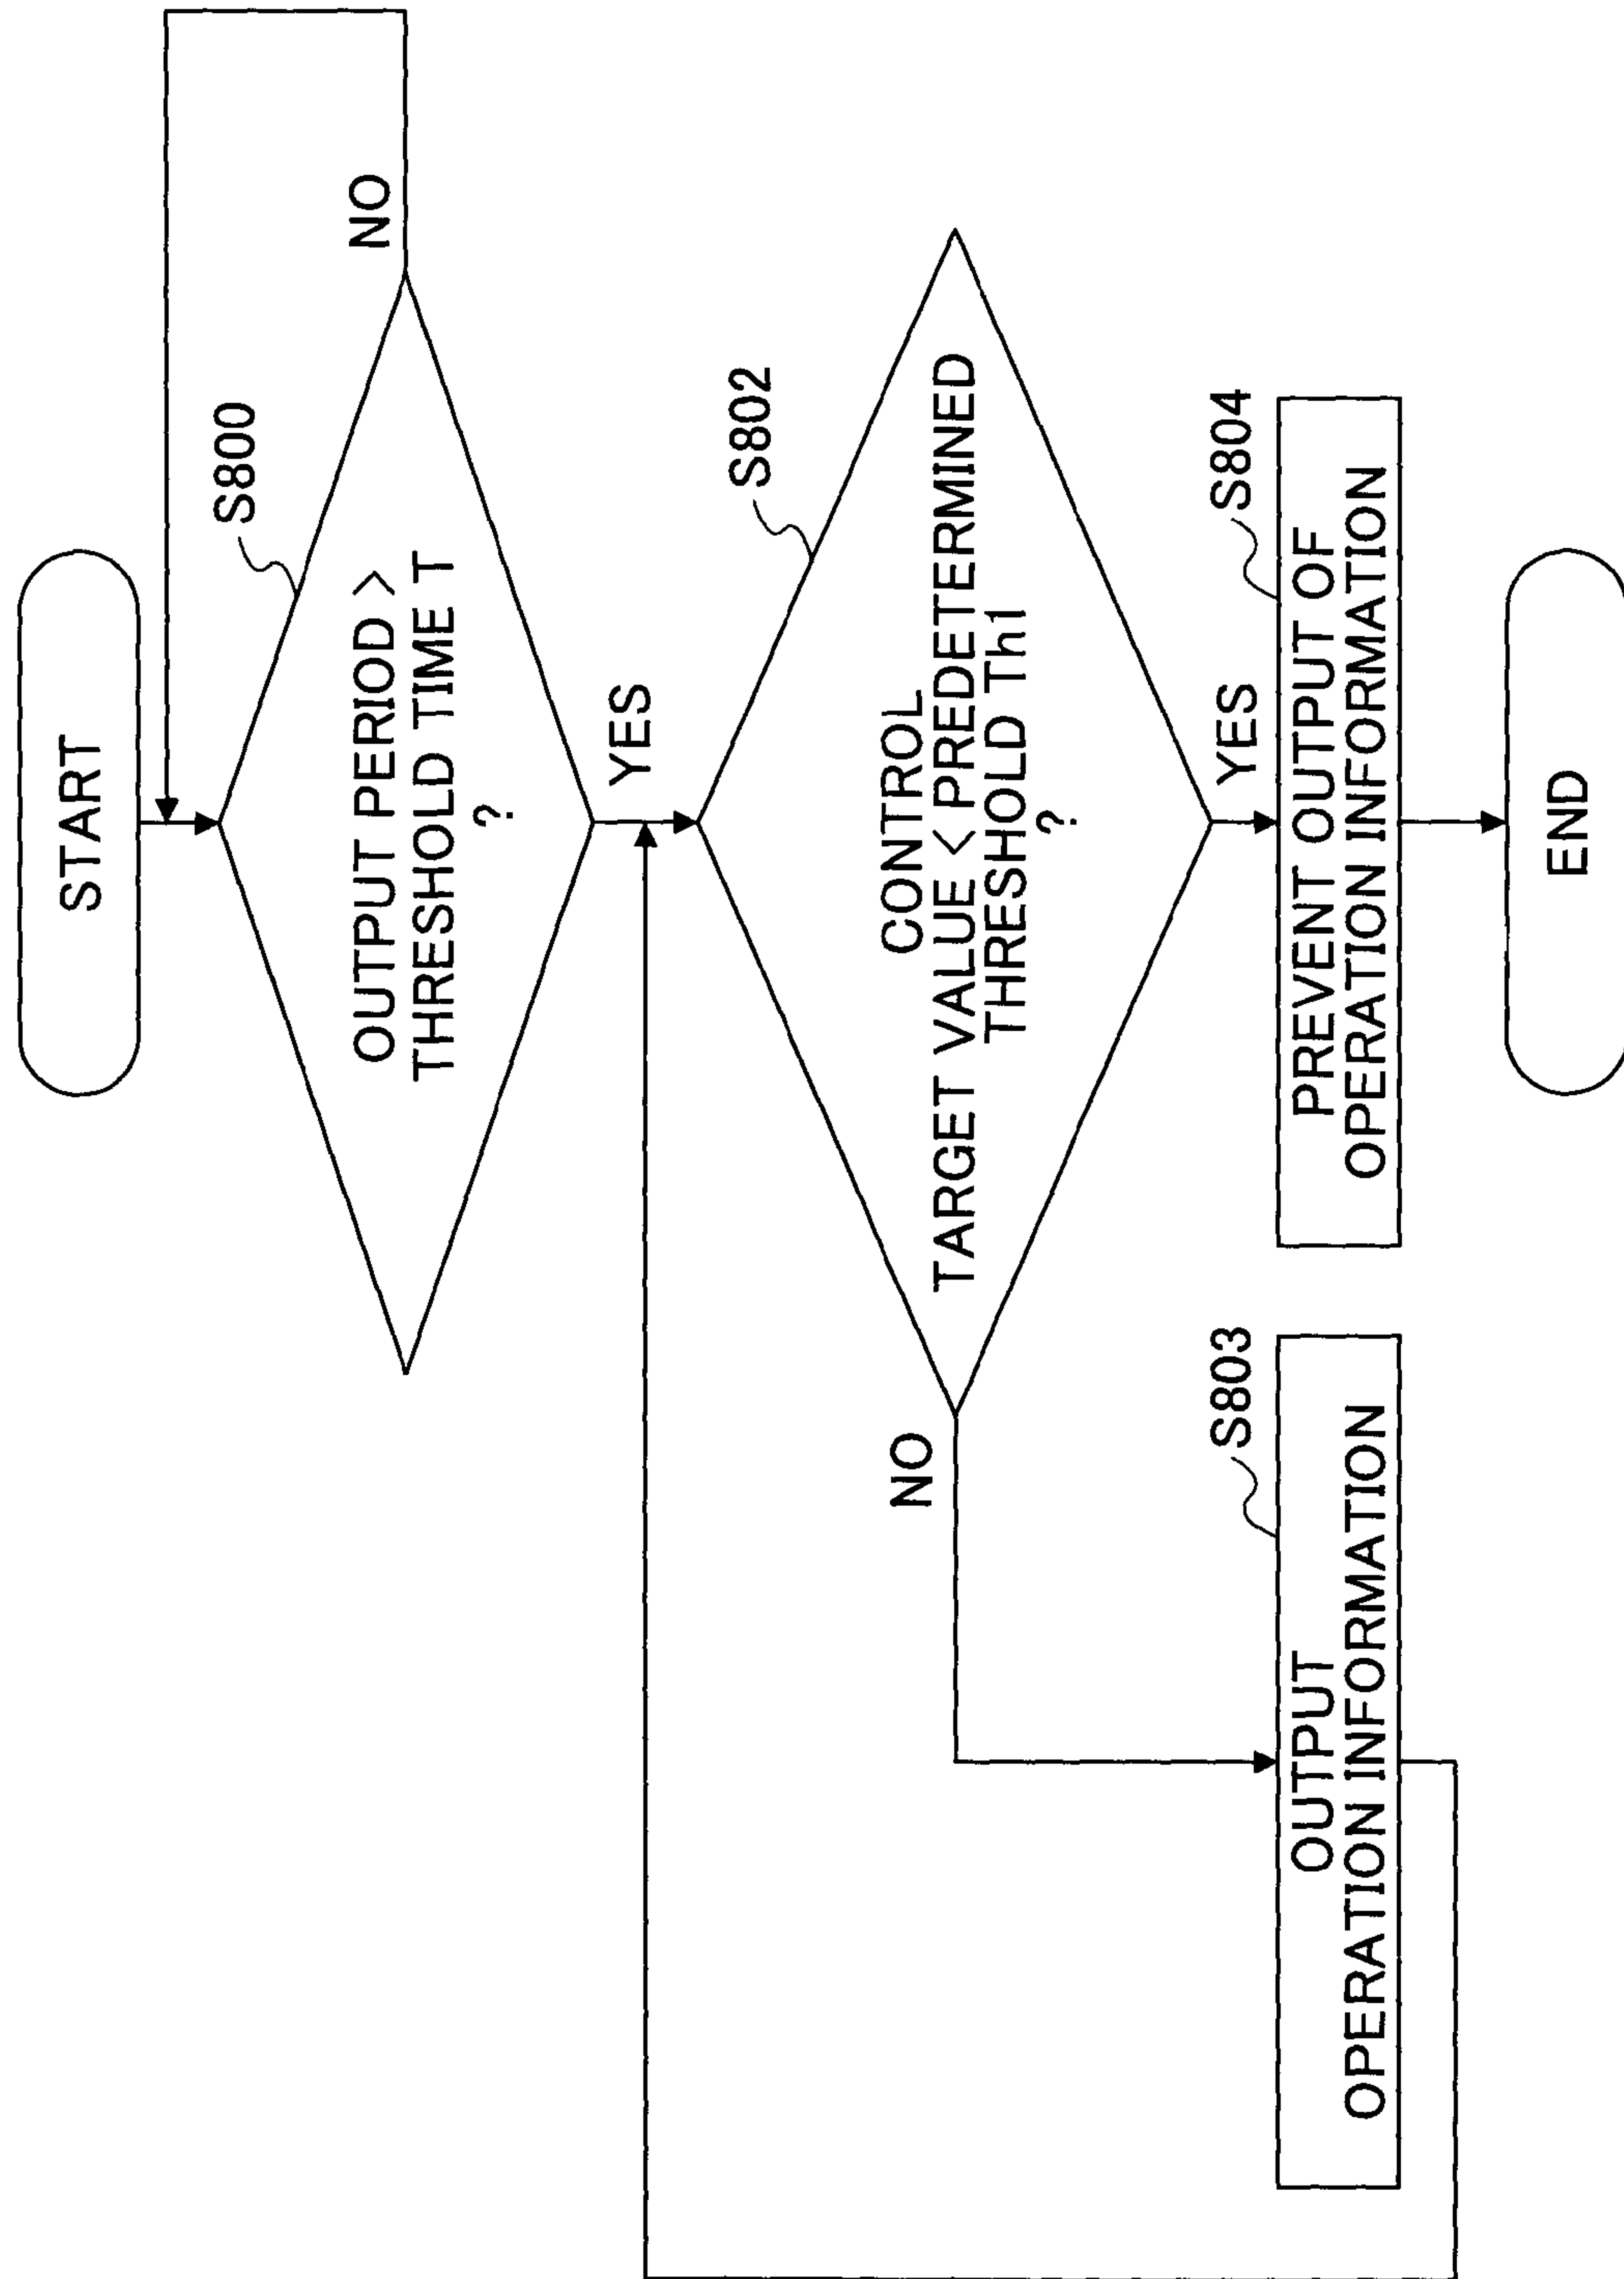 START
S800
OUTPUT PERIOD >
THRESHOLD TIME T
?
NO
YES
S802
CONTROL
TARGET VALUE < PREDETERMINED
THRESHOLD Th1
?
NO
YES
S803
OUTPUT
OPERATION INFORMATION
S804
PREVENT OUTPUT OF
OPERATION INFORMATION
END